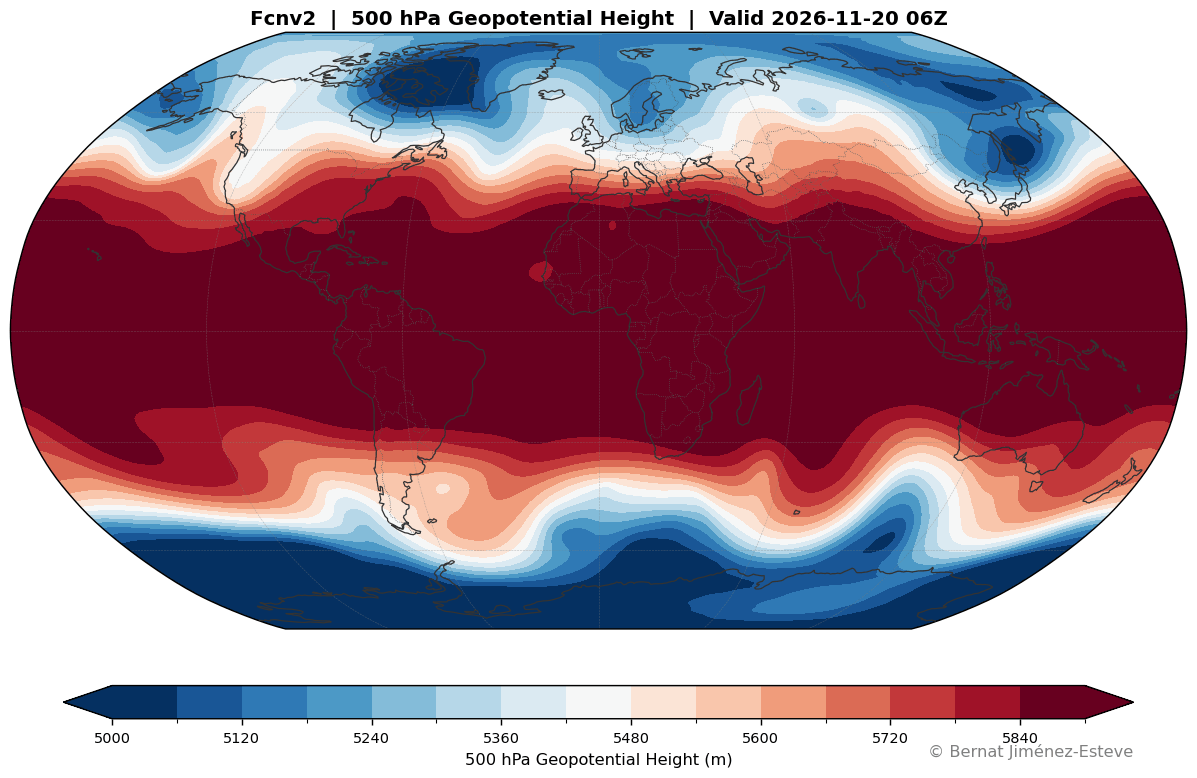 Fcnv2 | 500 hPa Geopotential Height | Valid 2026-11-20 06Z
5000 5120 5240 5360 5480 5600 5720 5840
500 hPa Geopotential Height (m)
© Bernat Jiménez-Esteve